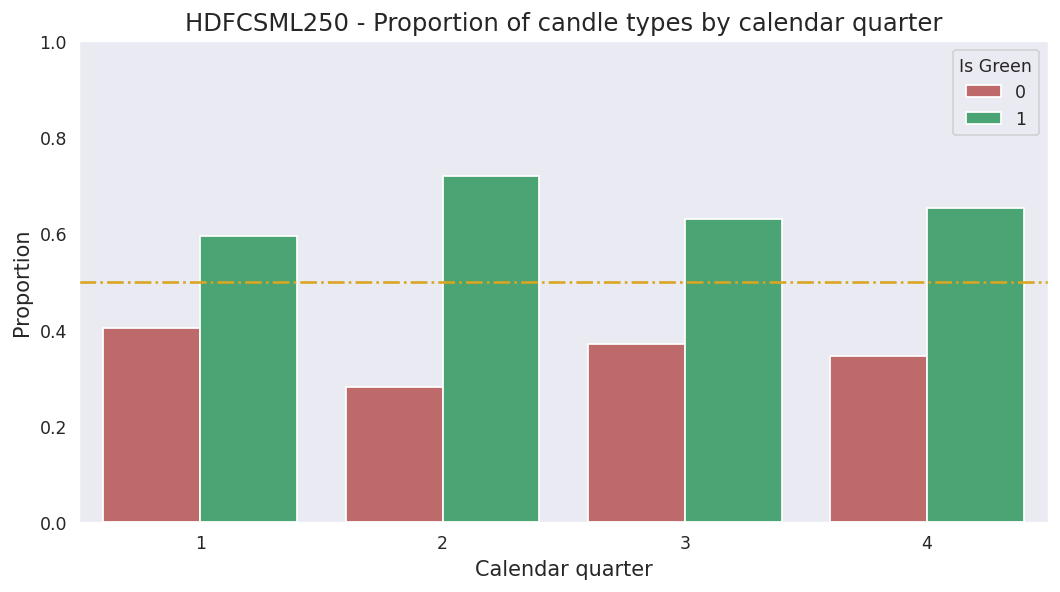 HDFCSML250 - Proportion of candle types by calendar quarter
Is Green
0
1
Proportion
1.0
0.8
0.6
0.4
0.2
0.0
1 2 3 4
Calendar quarter